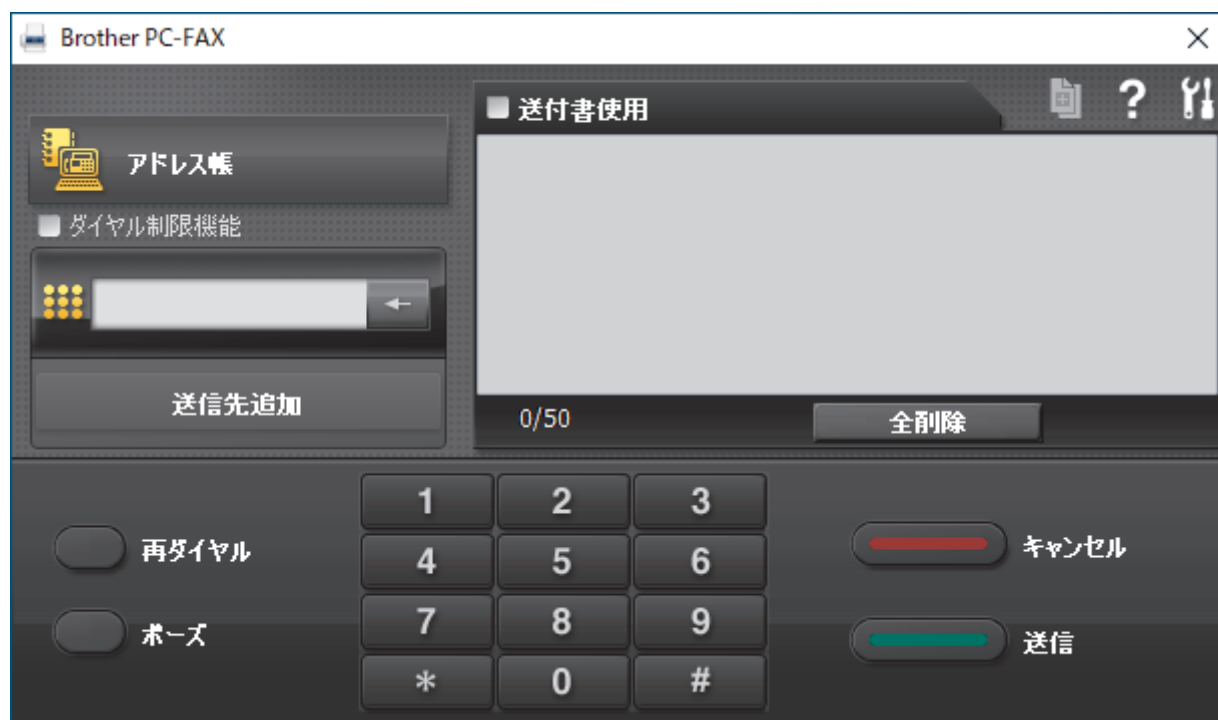 Brother PC-FAX
アドレス帳
ダイヤル制限機能
送信先追加
送付書使用
?
0/50
全削除
再ダイヤル
ポーズ
1 2 3
4 5 6
7 8 9
* 0 #
キャンセル
送信